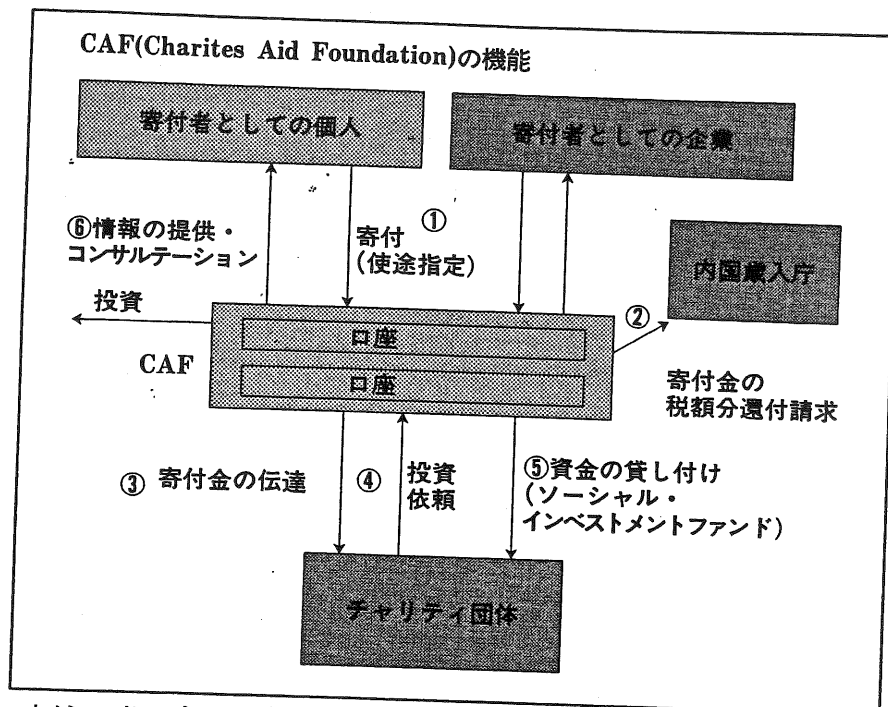 CAF(Charites Aid Foundation)の機能
寄付者としての個人
寄付者としての企業
⑥情報の提供・
コンサルテーション
①
寄付
(使途指定)
内国歳入庁
投資
②
口座
CAF
口座
寄付金の
税額分還付請求
③ 寄付金の伝達
④
投資
依頼
⑤資金の貸し付け
(ソーシャル・
インベストメントファンド)
チャリティ団体